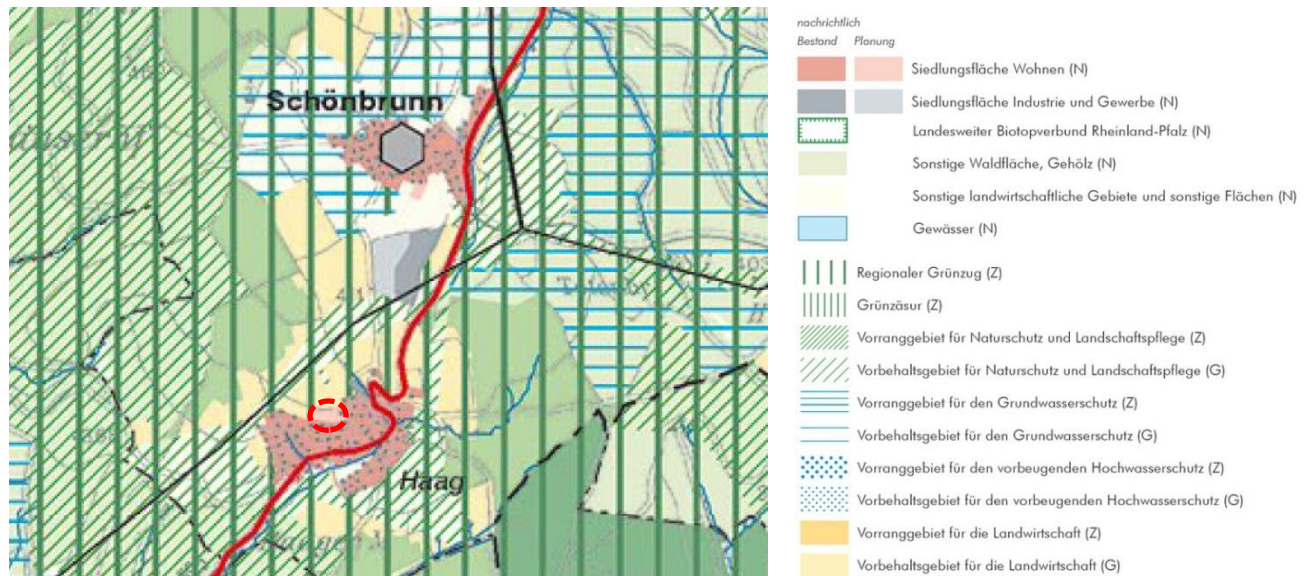 Schönbrunn
Haag
nachrichtlich
Bestand Planung
Siedlungsfläche Wohnen (N)
Siedlungsfläche Industrie und Gewerbe (N)
Landesweiter Biotopverbund Rheinland-Pfalz (N)
Sonstige Waldfläche, Gehölz (N)
Sonstige landwirtschaftliche Gebiete und sonstige Flächen (N)
Gewässer (N)
Regionaler Grünzug (Z)
Grünzäsur (Z)
Vorranggebiet für Naturschutz und Landschaftspflege (Z)
Vorbehaltsgebiet für Naturschutz und Landschaftspflege (G)
Vorranggebiet für den Grundwasserschutz (Z)
Vorbehaltsgebiet für den Grundwasserschutz (G)
Vorranggebiet für den vorbeugenden Hochwasserschutz (Z)
Vorbehaltsgebiet für den vorbeugenden Hochwasserschutz (G)
Vorranggebiet für die Landwirtschaft (Z)
Vorbehaltsgebiet für die Landwirtschaft (G)